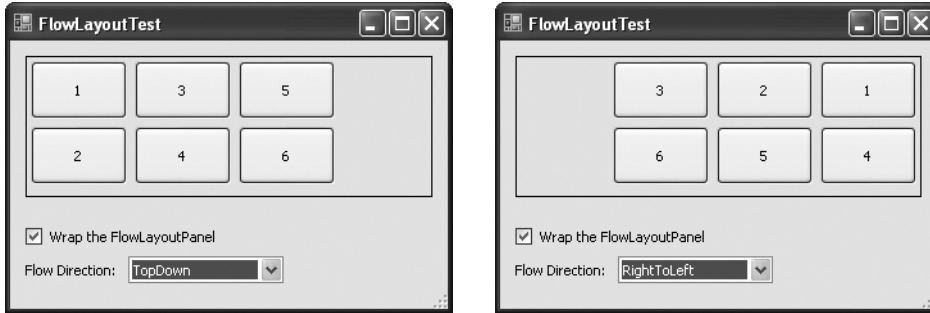 FlowLayoutTest
1 3 5
2 4 6
Wrap the FlowLayoutPanel
Flow Direction: TopDown
FlowLayoutTest
3 2 1
6 5 4
Wrap the FlowLayoutPanel
Flow Direction: RightToLeft